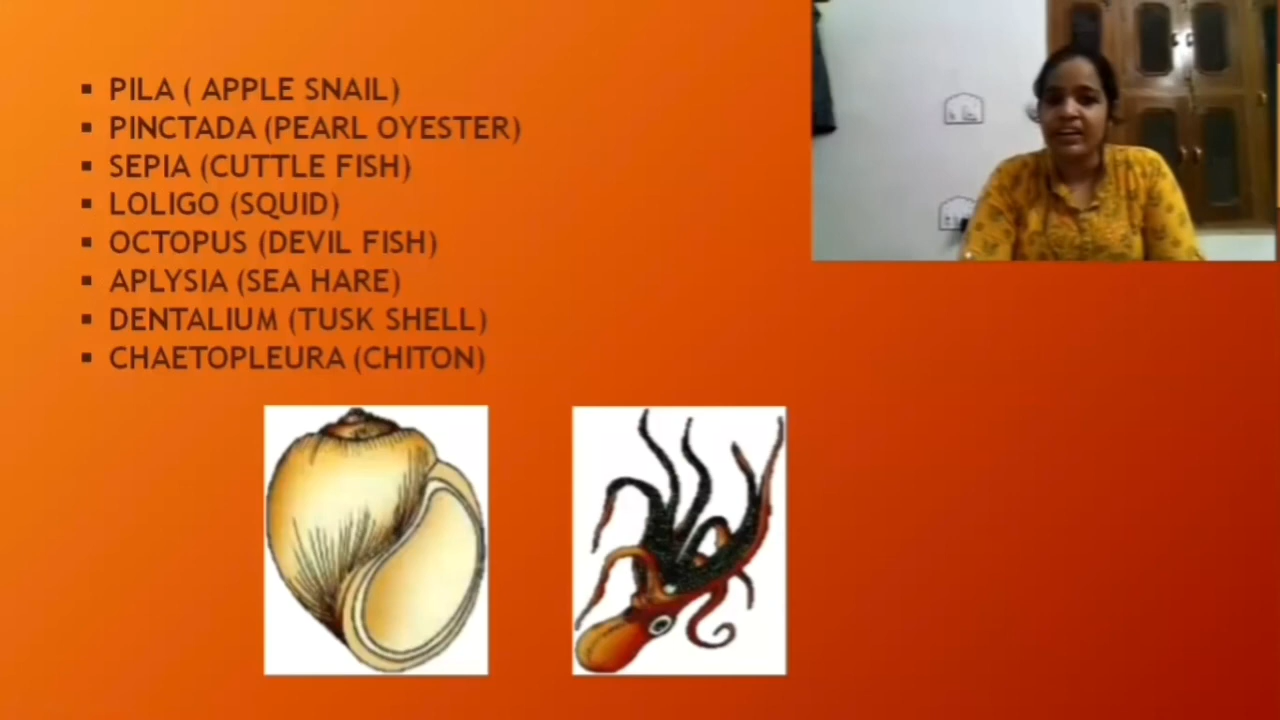 ▪ PILA ( APPLE SNAIL)
▪ PINCTADA (PEARL OYESTER)
▪ SEPIA (CUTTLE FISH)
▪ LOLIGO (SQUID)
▪ OCTOPUS (DEVIL FISH)
▪ APLYSIA (SEA HARE)
▪ DENTALIUM (TUSK SHELL)
▪ CHAETOPLEURA (CHITON)